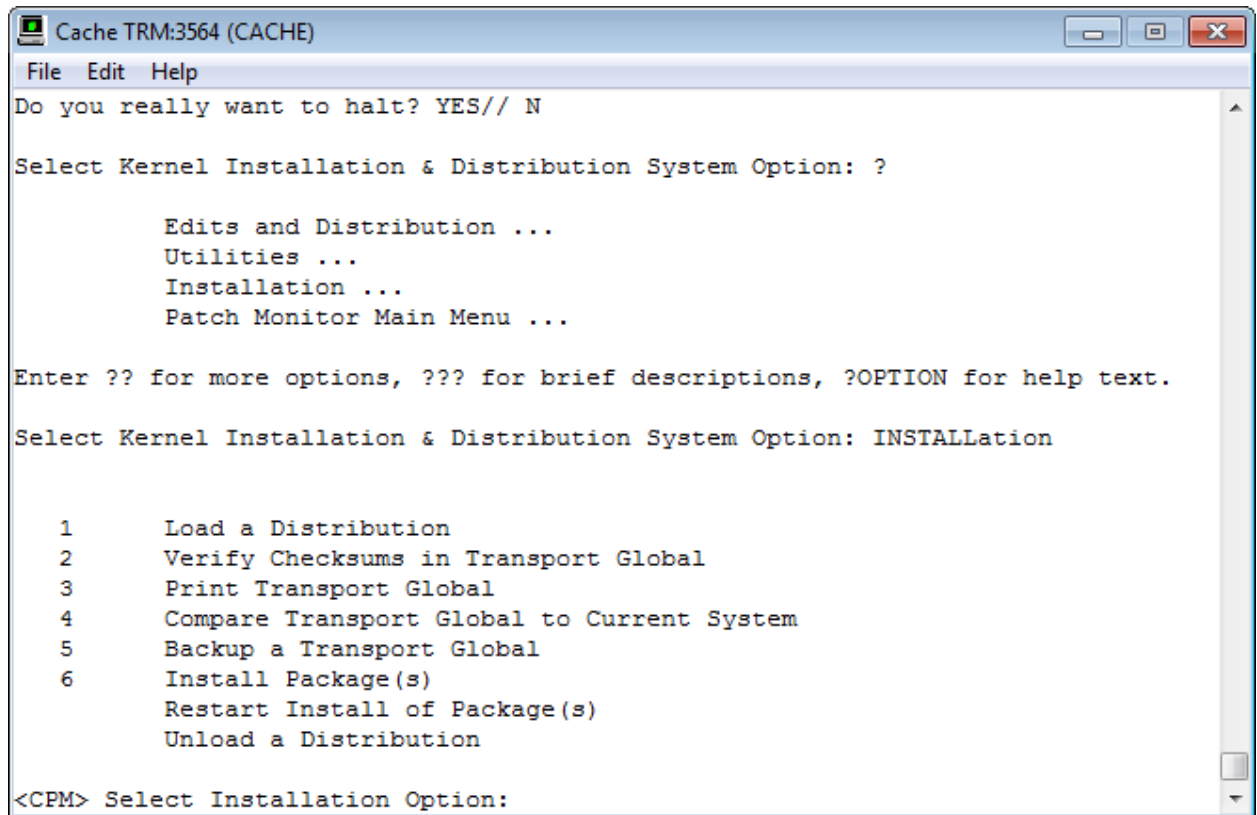 Cache TRM:3564 (CACHE)
File Edit Help
Do you really want to halt? YES// N
Select Kernel Installation & Distribution System Option: ?
Edits and Distribution ...
Utilities ...
Installation ...
Patch Monitor Main Menu ...
Enter ?? for more options, ??? for brief descriptions, ?OPTION for help text.
Select Kernel Installation & Distribution System Option: INSTALLation
1 Load a Distribution
2 Verify Checksums in Transport Global
3 Print Transport Global
4 Compare Transport Global to Current System
5 Backup a Transport Global
6 Install Package(s)
Restart Install of Package(s)
Unload a Distribution
<CPM> Select Installation Option: